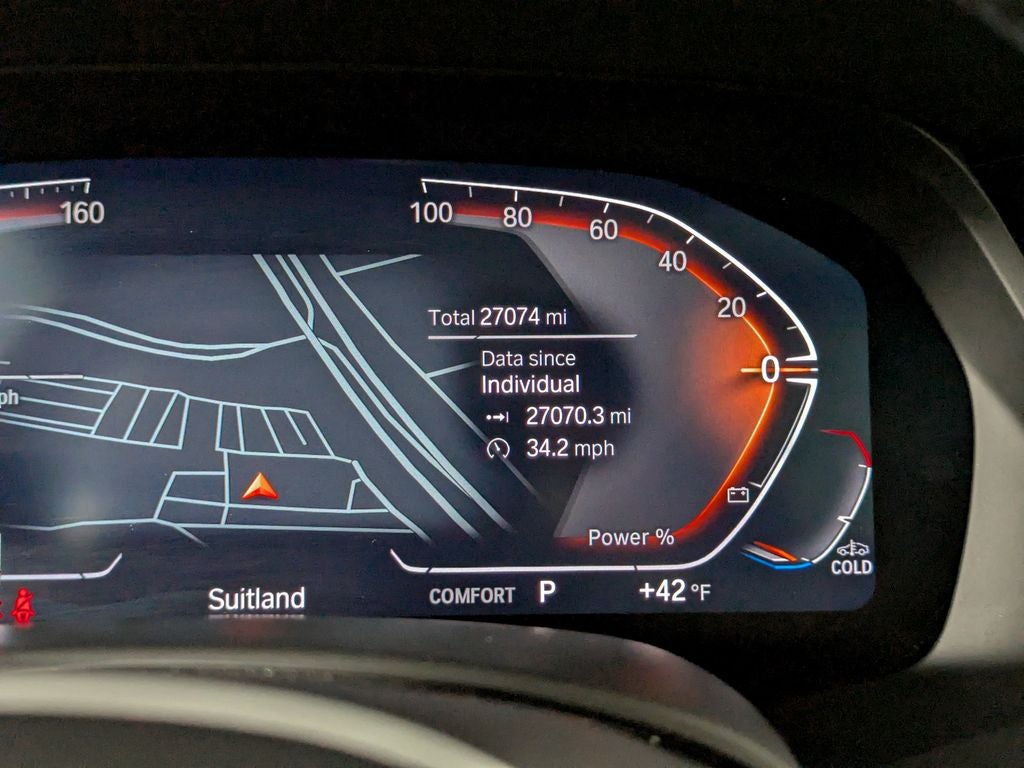 160
100
80
60
40
20
0
Total 27074 mi
Data since
Individual
27070.3 mi
34.2 mph
ph
Power %
COLD
Suitland
COMFORT P +42 °F